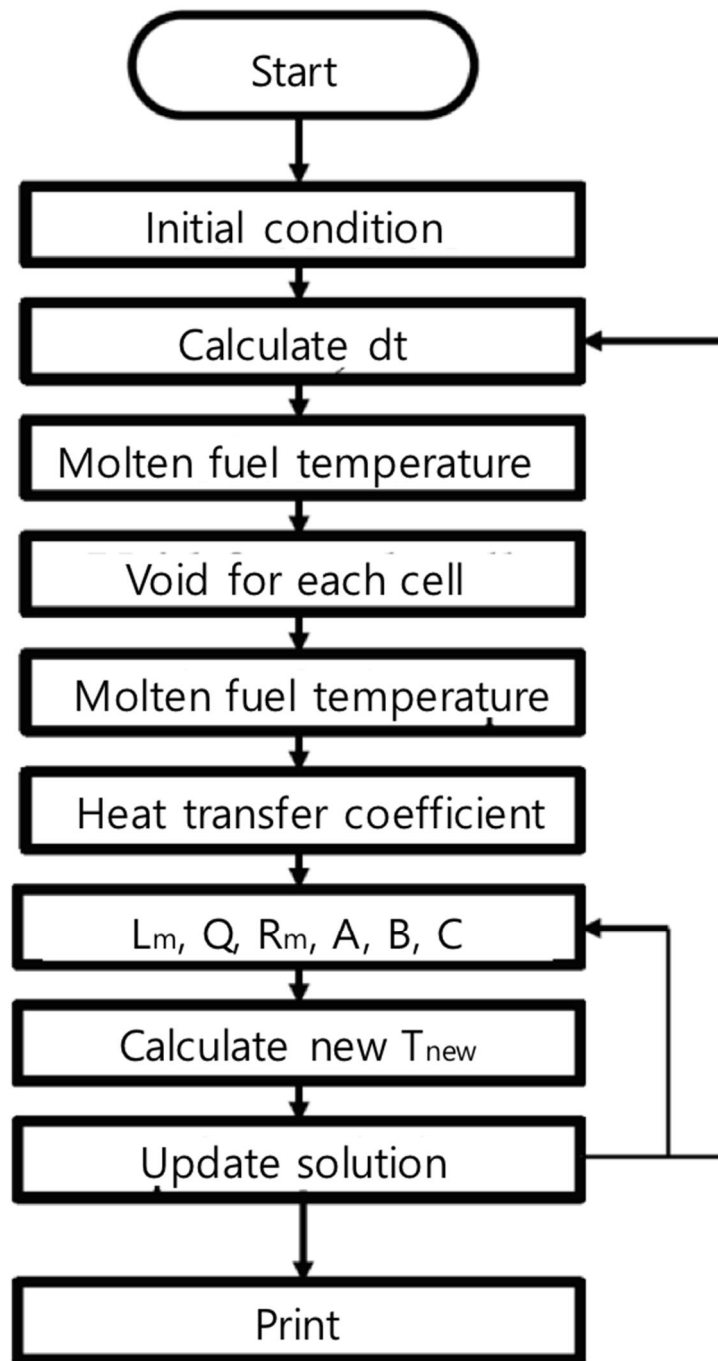 Start
Initial condition
Calculate dt
Molten fuel temperature
Void for each cell
Molten fuel temperature
Heat transfer coefficient
Lm, Q, Rm, A, B, C
Calculate new Tnew
Update solution
Print